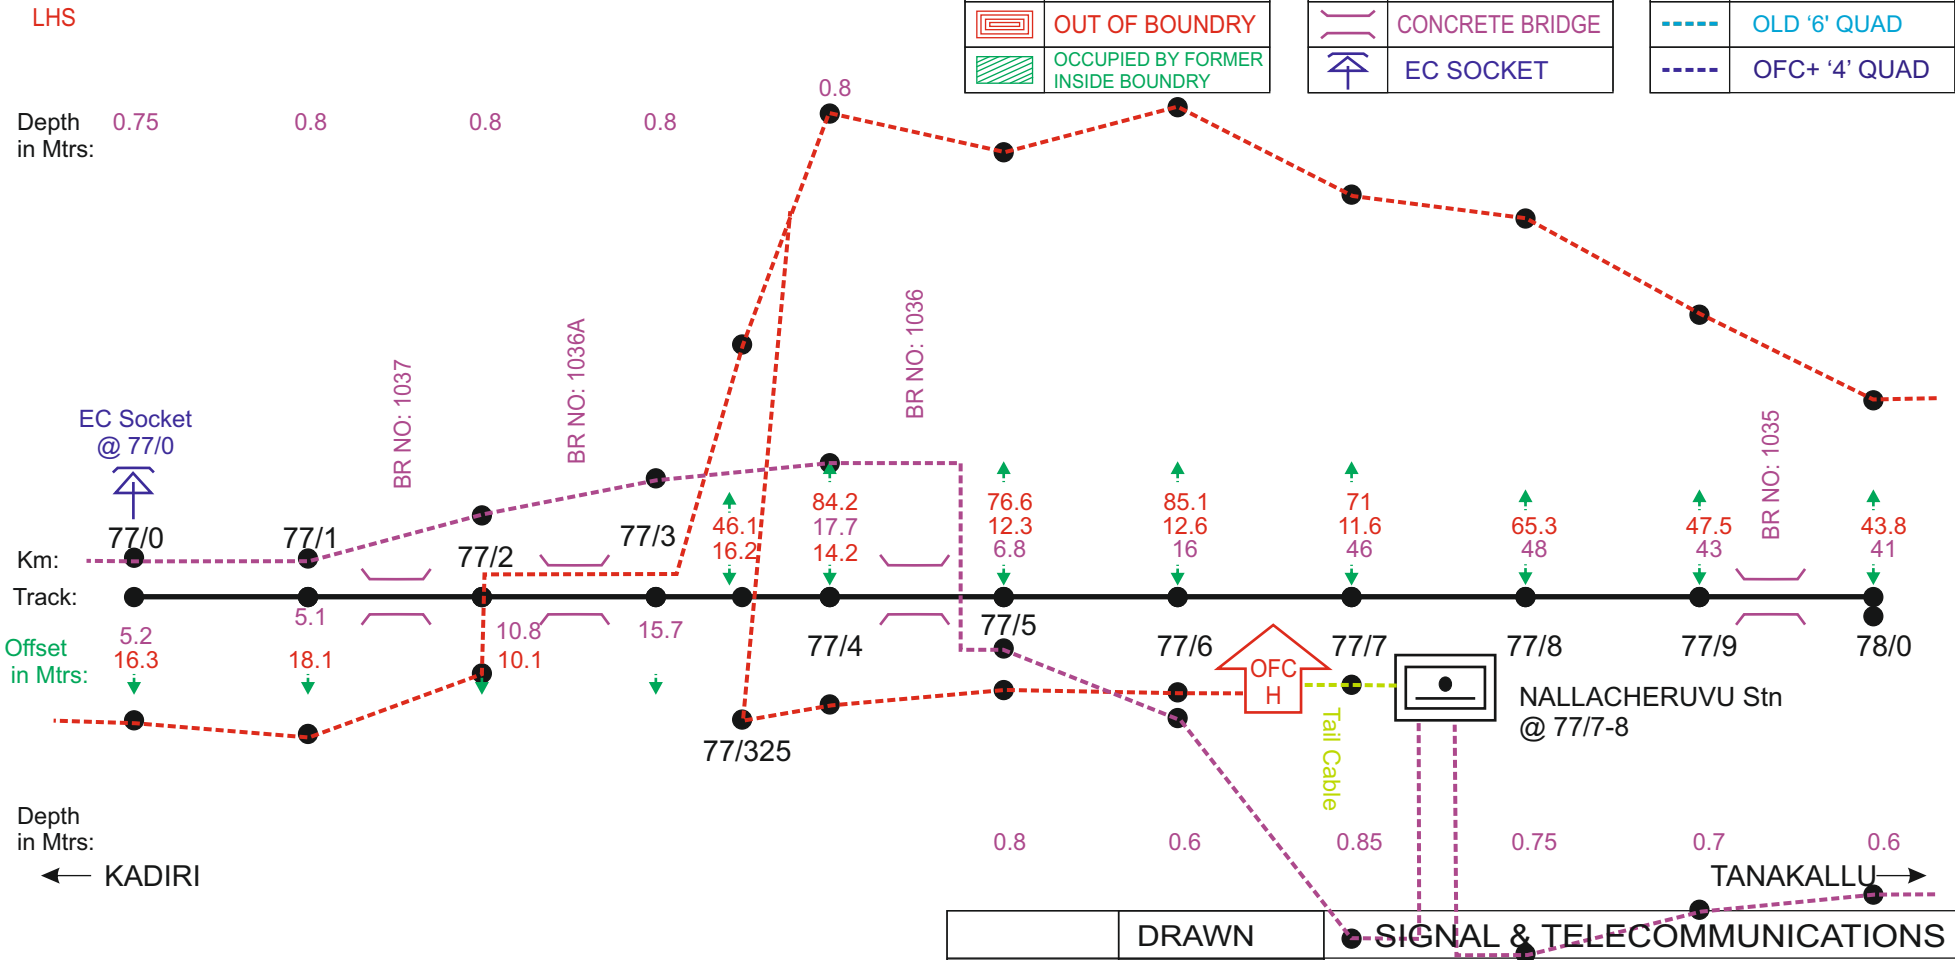 LHS
OUT OF BOUNDRY
CONCRETE BRIDGE
OLD ‘6' QUAD
OCCUPIED BY FORMER
INSIDE BOUNDRY
EC SOCKET
OFC+ ‘4’ QUAD
Depth
in Mtrs:
0.75 0.8 0.8 0.8 0.8
BR NO: 1037
BR NO: 1036A
BR NO: 1036
BR NO: 1035
EC Socket
@ 77/0
Km:
77/0 77/1 77/2 77/3
46.1
16.2
84.2
17.7
14.2
76.6
12.3
6.8
85.1
12.6
16
71
11.6
46
65.3
48
47.5
43
43.8
41
Track:
Offset
in Mtrs:
5.2
16.3
5.1
18.1
10.8
10.1
15.7
77/4 77/5 77/6 77/7 77/8 77/9 78/0
77/325
OFC
H
Tail Cable
NALLACHERUVU Stn
@ 77/7-8
Depth
in Mtrs:
0.8 0.6 0.85 0.75 0.7 0.6
KADIRI
TANAKALLU
DRAWN
SIGNAL & TELECOMMUNICATIONS